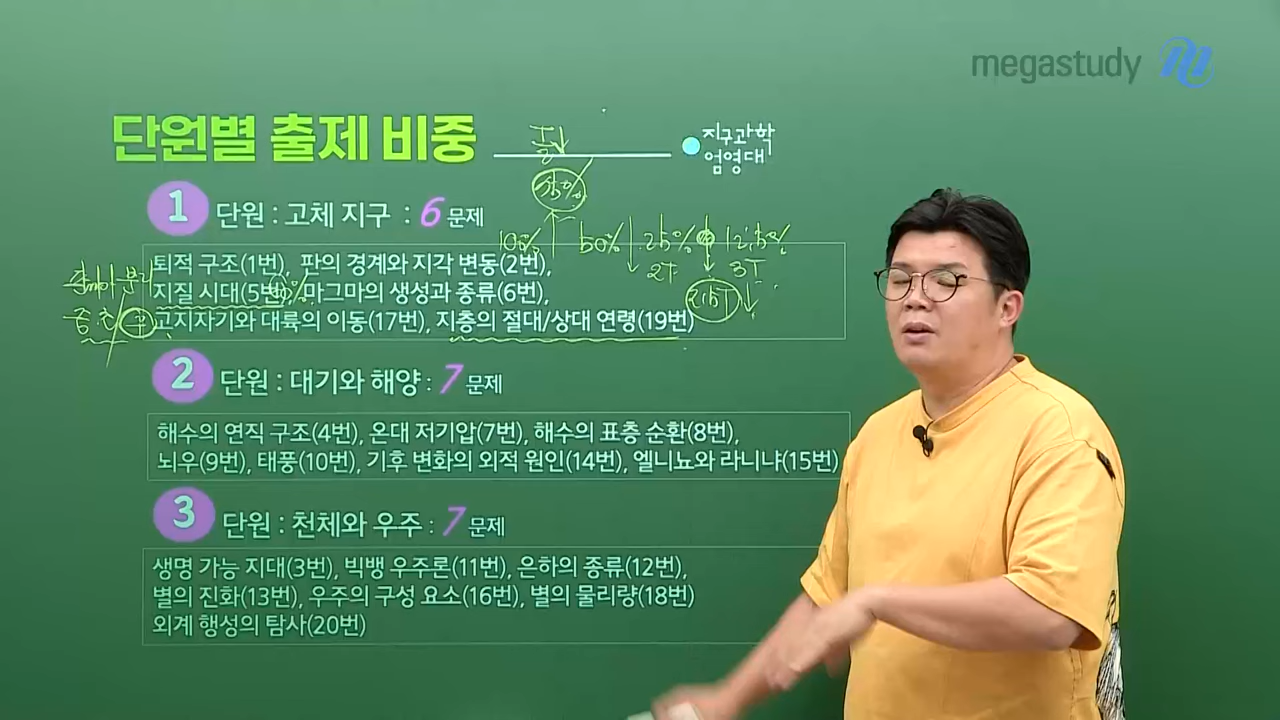 megastudy
단원별 출제 비중
지구과학
엄영대
1 단원 : 고체 지구 : 6 문제
100% 50% 25% 12.5%
2T 3T
퇴적 구조(1번), 판의 경계와 지각 변동(2번),
지질 시대(5번), 마그마의 생성과 종류(6번),
고지자기와 대륙의 이동(17번), 지층의 절대/상대 연령(19번)
2 단원 : 대기와 해양 : 7 문제
해수의 연직 구조(4번), 온대 저기압(7번), 해수의 표층 순환(8번),
뇌우(9번), 태풍(10번), 기후 변화의 외적 원인(14번), 엘니뇨와 라니냐(15번)
3 단원 : 천체와 우주 : 7 문제
생명 가능 지대(3번), 빅뱅 우주론(11번), 은하의 종류(12번),
별의 진화(13번), 우주의 구성 요소(16번), 별의 물리량(18번)
외계 행성의 탐사(20번)